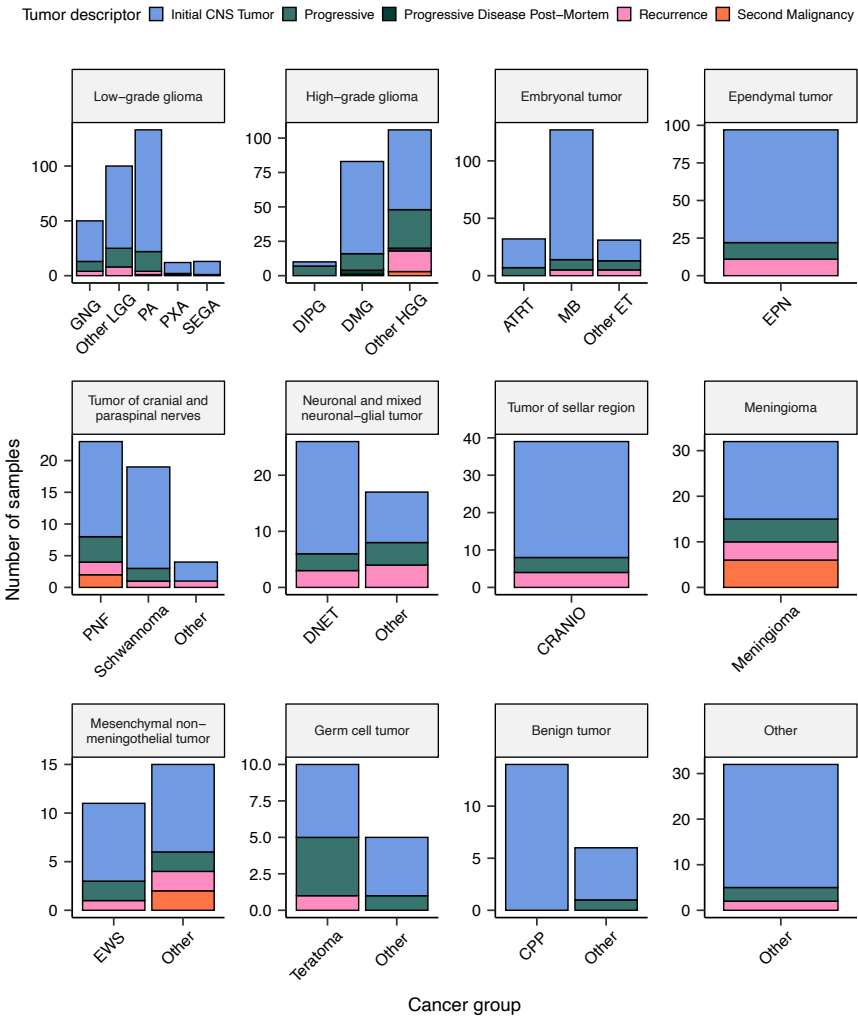 Tumor descriptor Initial CNS Tumor Progressive Progressive Disease Post−Mortem Recurrence Second Malignancy
Low−grade glioma
100
50
0
GNG
Other LGG
PA
PXA
SEGA
High−grade glioma
100
75
50
25
0
DIPG
DMG
Other HGG
Embryonal tumor
100
50
0
ATRT
MB
Other ET
Ependymal tumor
100
75
50
25
0
EPN
Number of samples
Tumor of cranial and
paraspinal nerves
20
15
10
5
0
PNF
Schwannoma
Other
Neuronal and mixed
neuronal−glial tumor
20
10
0
DNET
Other
Tumor of sellar region
40
30
20
10
0
CRANIO
Meningioma
30
20
10
0
Meningioma
Mesenchymal non−
meningothelial tumor
15
10
5
0
EWS
Other
Germ cell tumor
10.0
7.5
5.0
2.5
0.0
Teratoma
Other
Benign tumor
10
5
0
CPP
Other
Other
30
20
10
0
Other
Cancer group